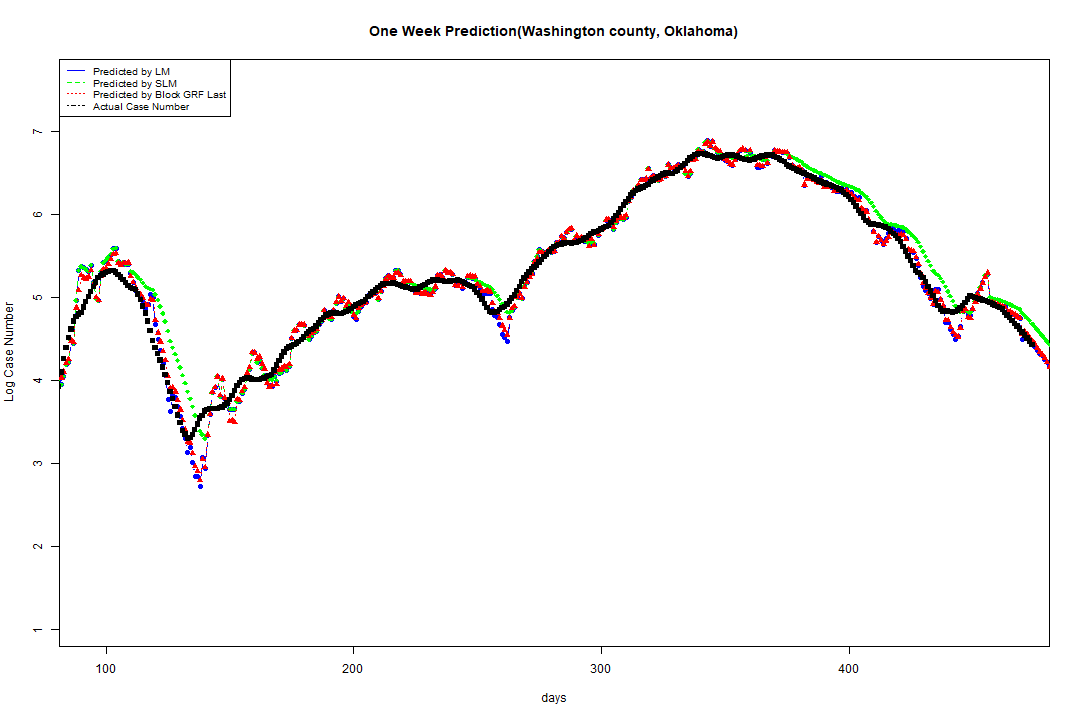 One Week Prediction(Washington county, Oklahoma)
Predicted by LM
Predicted by SLM
Predicted by Block GRF Last
Actual Case Number
7
6
5
4
3
2
1
Log Case Number
100 200 300 400
days